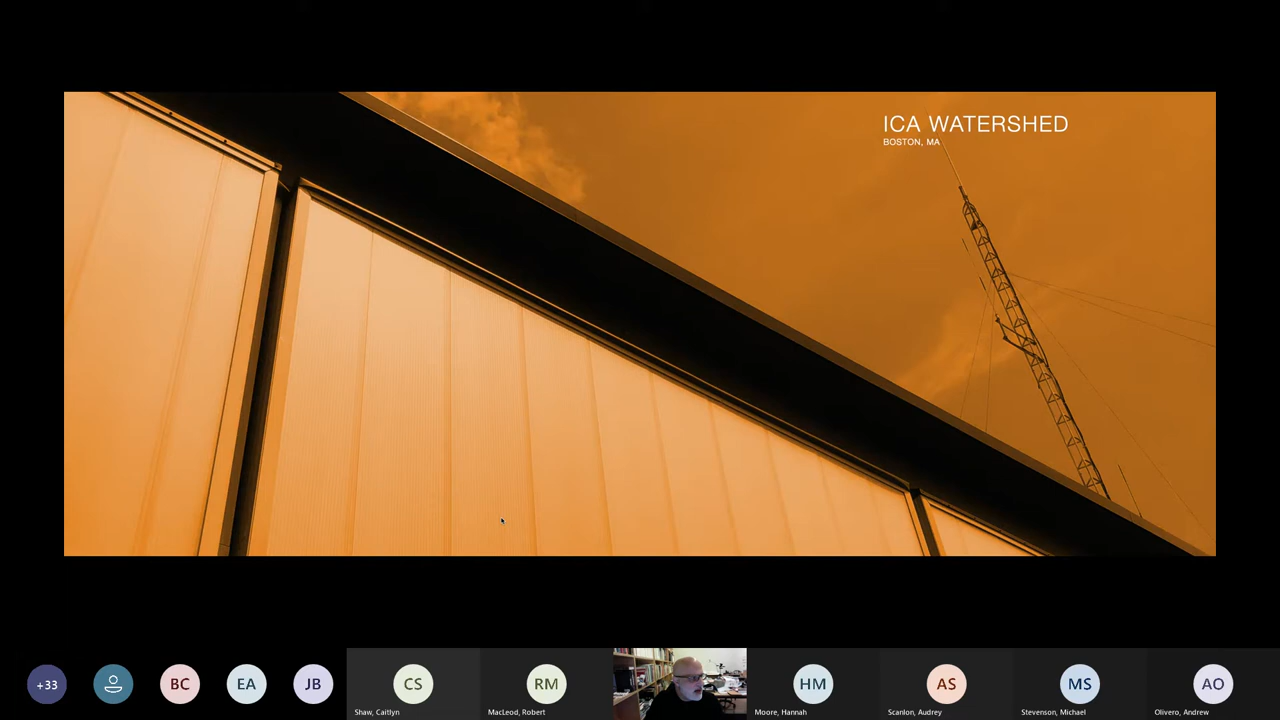 ICA WATERSHED
BOSTON, MA
+33
BC
EA
JB
CS
Shaw, Caitlyn
RM
MacLeod, Robert
HM
Moore, Hannah
AS
Scanlon, Audrey
MS
Stevenson, Michael
AO
Olivero, Andrew